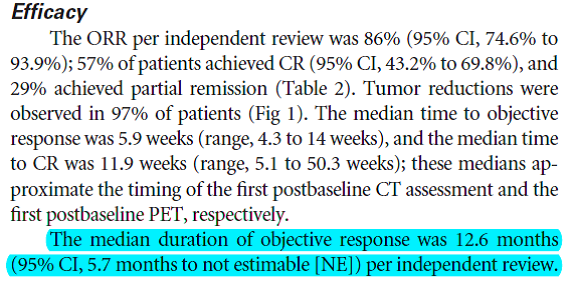 Efficacy
The ORR per independent review was 86% (95% CI, 74.6% to
93.9%); 57% of patients achieved CR (95% CI, 43.2% to 69.8%), and
29% achieved partial remission (Table 2). Tumor reductions were
observed in 97% of patients (Fig 1). The median time to objective
response was 5.9 weeks (range, 4.3 to 14 weeks), and the median time
to CR was 11.9 weeks (range, 5.1 to 50.3 weeks); these medians ap-
proximate the timing of the first postbaseline CT assessment and the
first postbaseline PET, respectively.
The median duration of objective response was 12.6 months
(95% CI, 5.7 months to not estimable [NE]) per independent review.